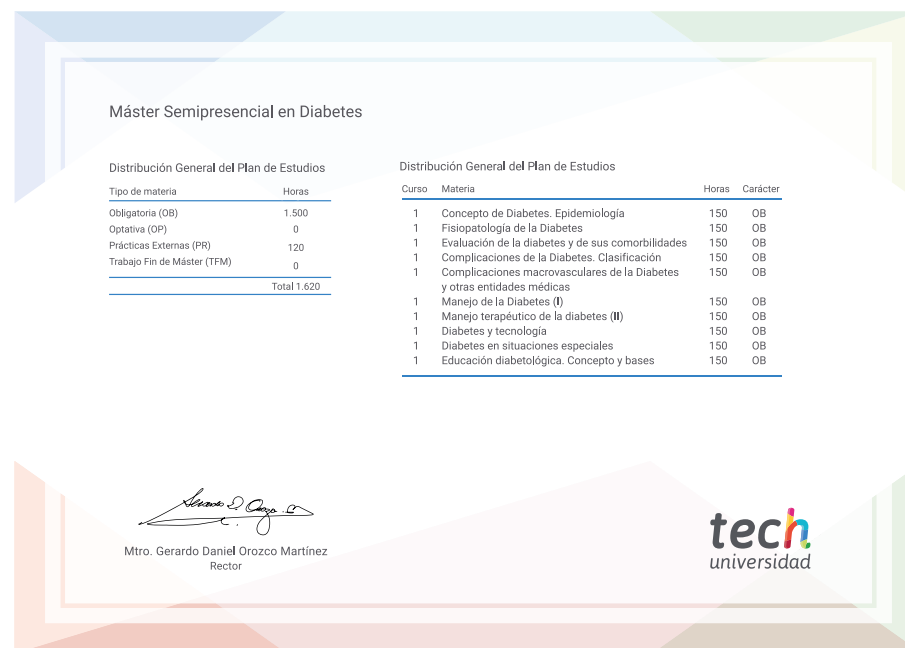 Máster Semipresencial en Diabetes
Distribución General del Plan de Estudios
Tipo de materia Horas
Obligatoria (OB) 1.500
Optativa (OP) 0
Prácticas Externas (PR) 120
Trabajo Fin de Máster (TFM) 0
Total 1.620
Distribución General del Plan de Estudios
Curso Materia Horas Carácter
1 Concepto de Diabetes. Epidemiología 150 OB
1 Fisiopatología de la Diabetes 150 OB
1 Evaluación de la diabetes y de sus comorbilidades 150 OB
1 Complicaciones de la Diabetes. Clasificación 150 OB
1 Complicaciones macrovasculares de la Diabetes 150 OB
y otras entidades médicas
1 Manejo de la Diabetes (I) 150 OB
1 Manejo terapéutico de la diabetes (II) 150 OB
1 Diabetes y tecnología 150 OB
1 Diabetes en situaciones especiales 150 OB
1 Educación diabetológica. Concepto y bases 150 OB
Mtro. Gerardo Daniel Orozco Martínez
Rector
tech
universidad